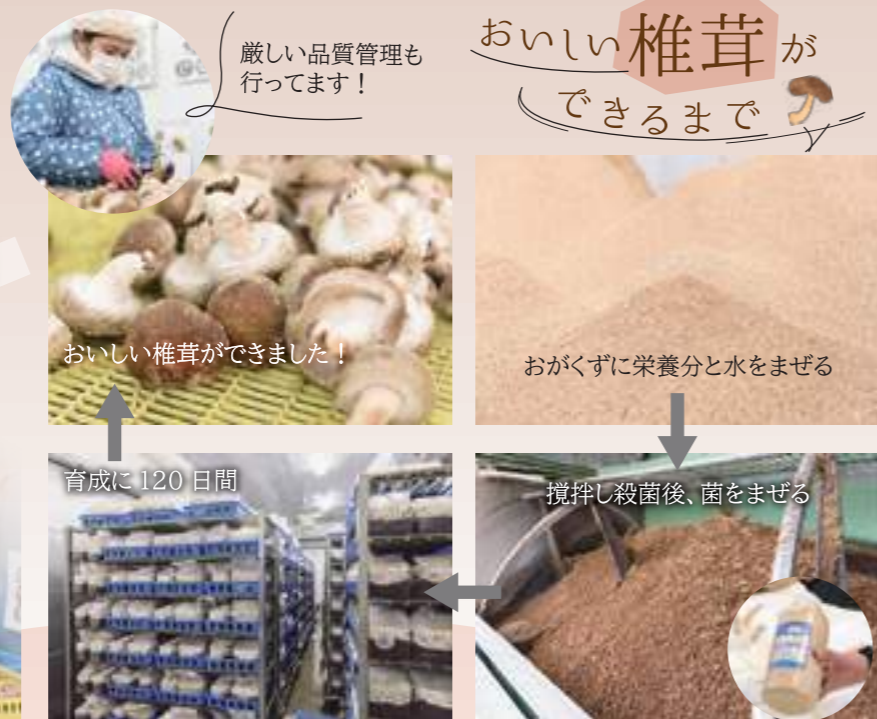 おいしい椎茸が
できるまで
厳しい品質管理も
行ってます！
おがくずに栄養分と水をまぜる
撹拌し殺菌後、菌をまぜる
育成に120日間
おいしい椎茸ができました！